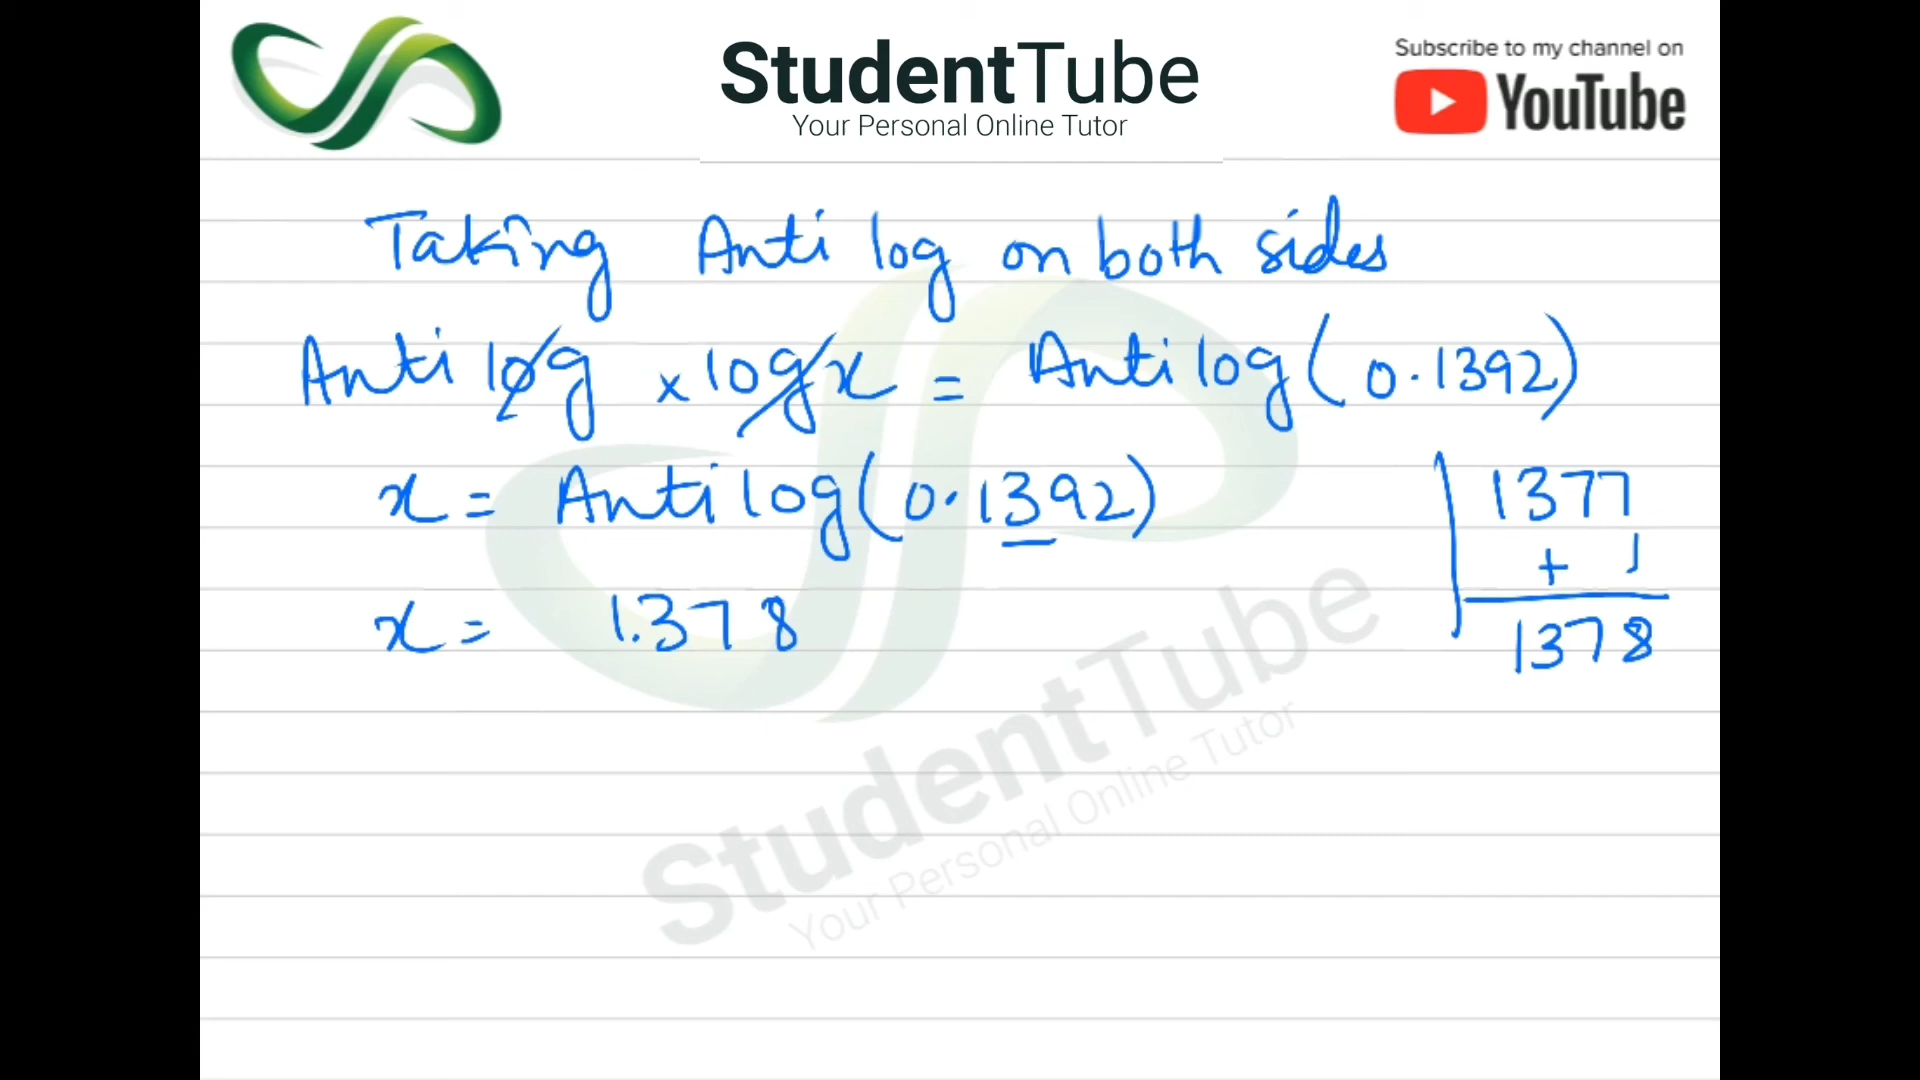 StudentTube
Your Personal Online Tutor
Subscribe to my channel on
YouTube
Taking Anti log on both sides
Anti log × log x = Anti log (0.1392)
x = Anti log (0.1392)
x = 1.378
1377
+ 1
1378
StudentTube
Your Personal Online Tutor